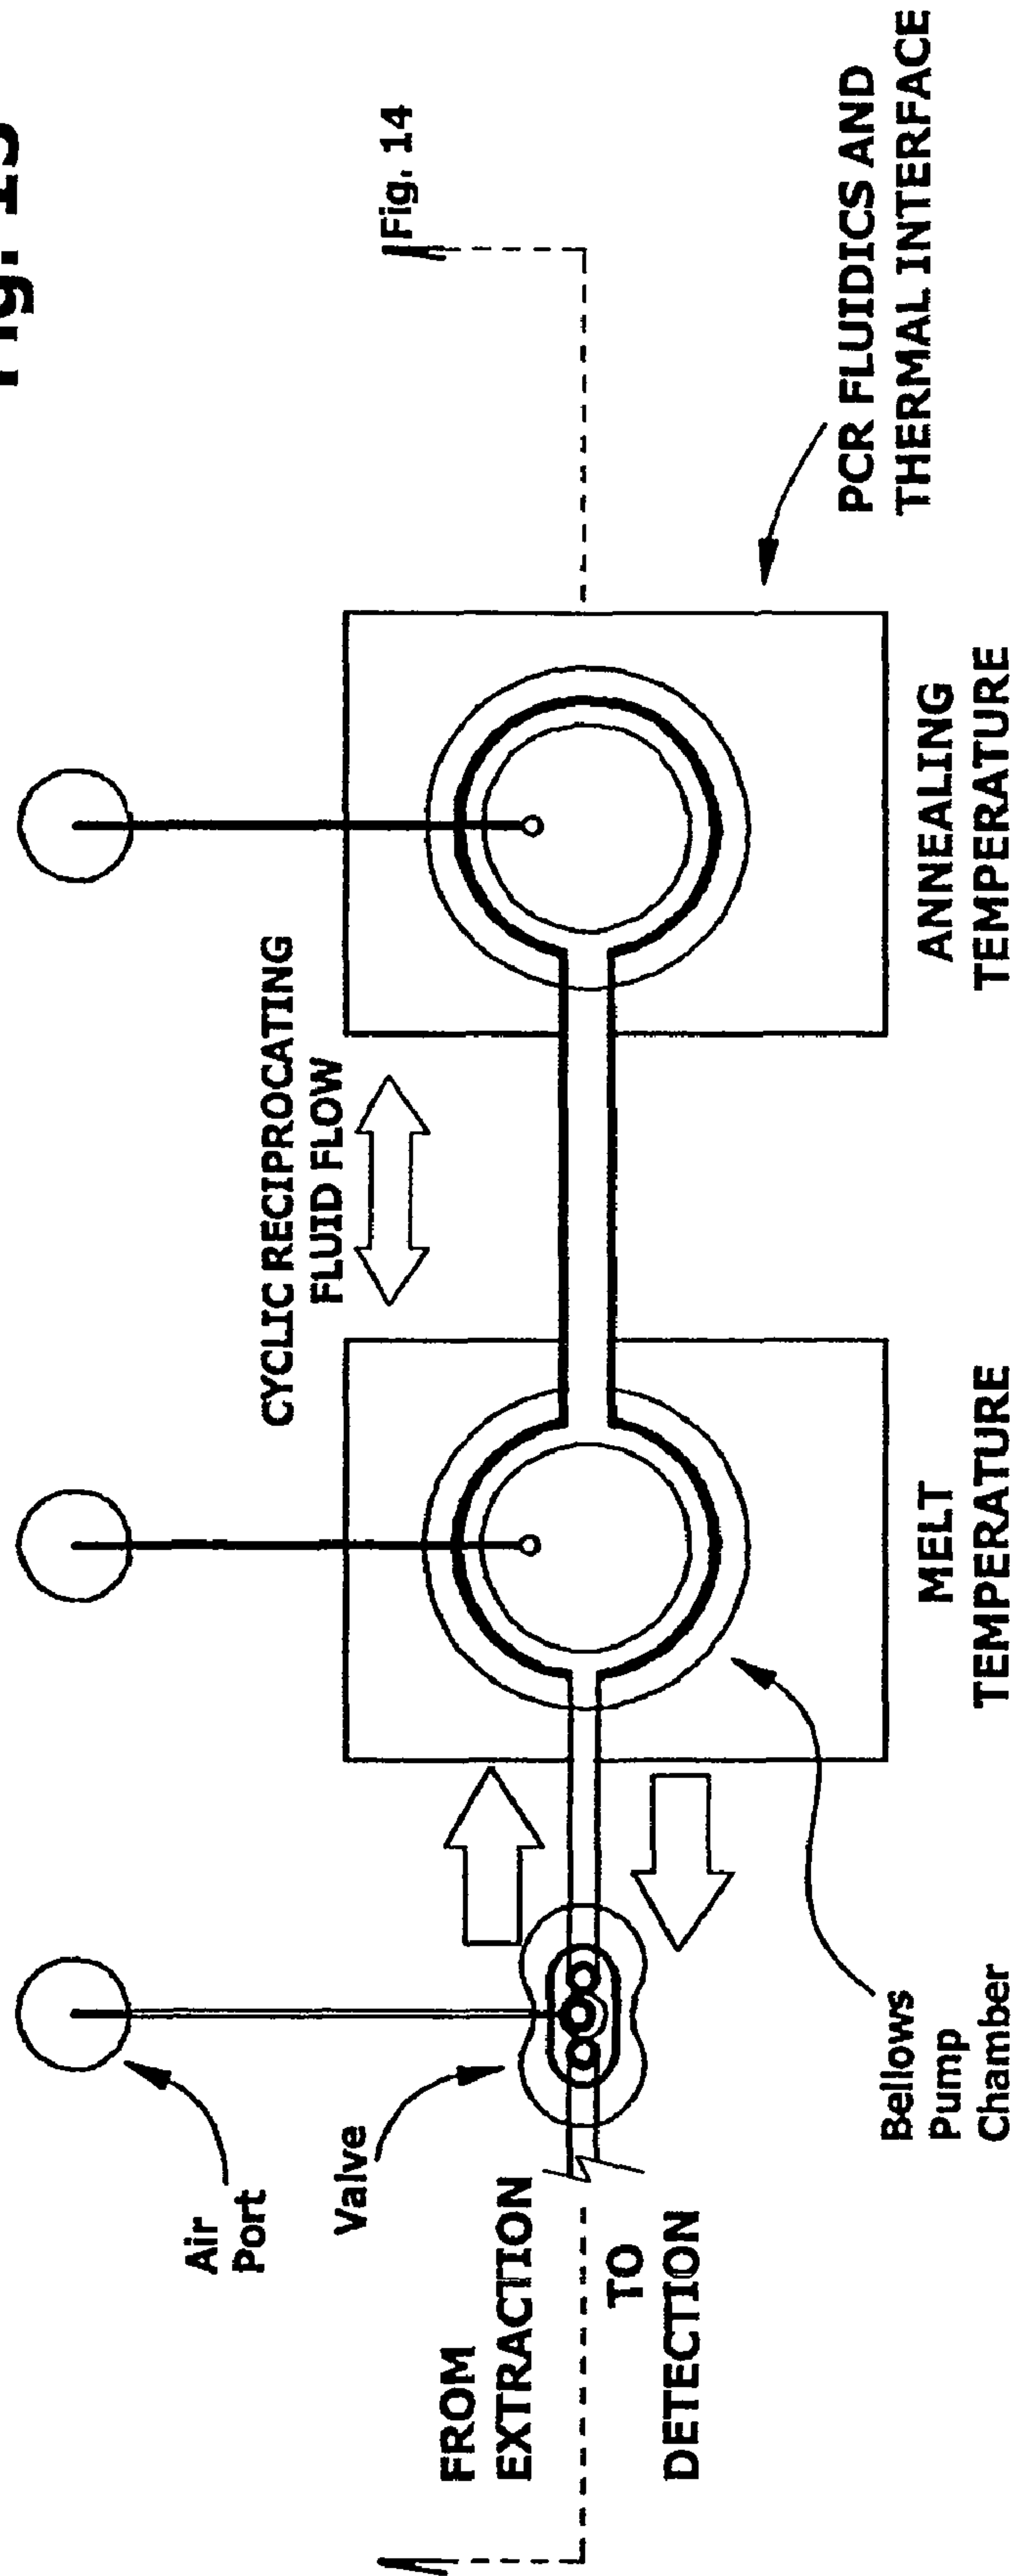 Fig.
Air
Port
Valve
CYCLIC RECIPROCATING
FLUID FLOW
Fig. 14
FROM
EXTRACTION
TO
DETECTION
Bellows
Pump
Chamber
MELT
TEMPERATURE
ANNEALING
TEMPERATURE
PCR FLUIDICS AND
THERMAL INTERFACE